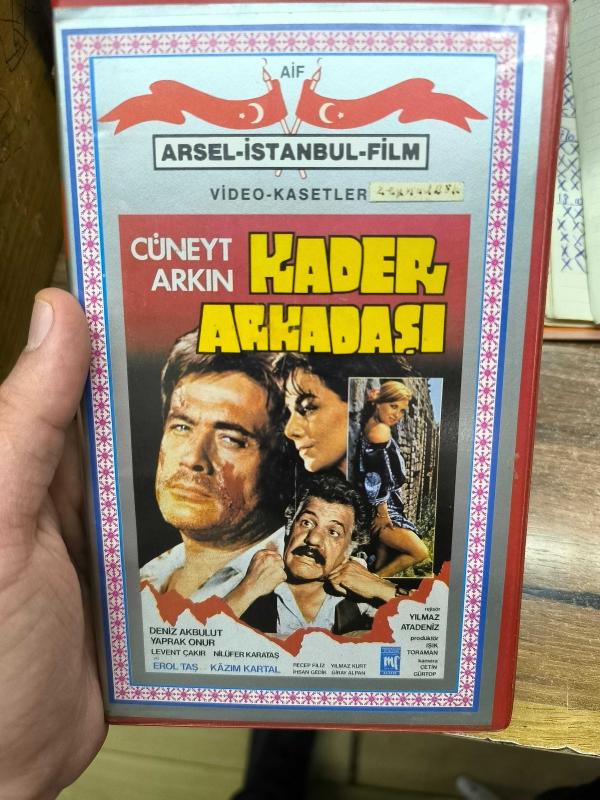 AİF
ARSEL-İSTANBUL-FİLM
VİDEO-KASETLER
CÜNEYT
ARKIN
KADER
ARKADAŞI
DENİZ AKBULUT
YAPRAK ONUR
LEVENT ÇAKIR NİLÜFER KARATAŞ
ve
EROL TAŞ KÂZIM KARTAL
RECEP FİLİZ YILMAZ KURT
İHSAN GEDİK GİRAY ALPAN
rejisör
YILMAZ
ATADENİZ
prodüktör
IŞIK
TORAMAN
kamera
ÇETİN
GÜRTOP